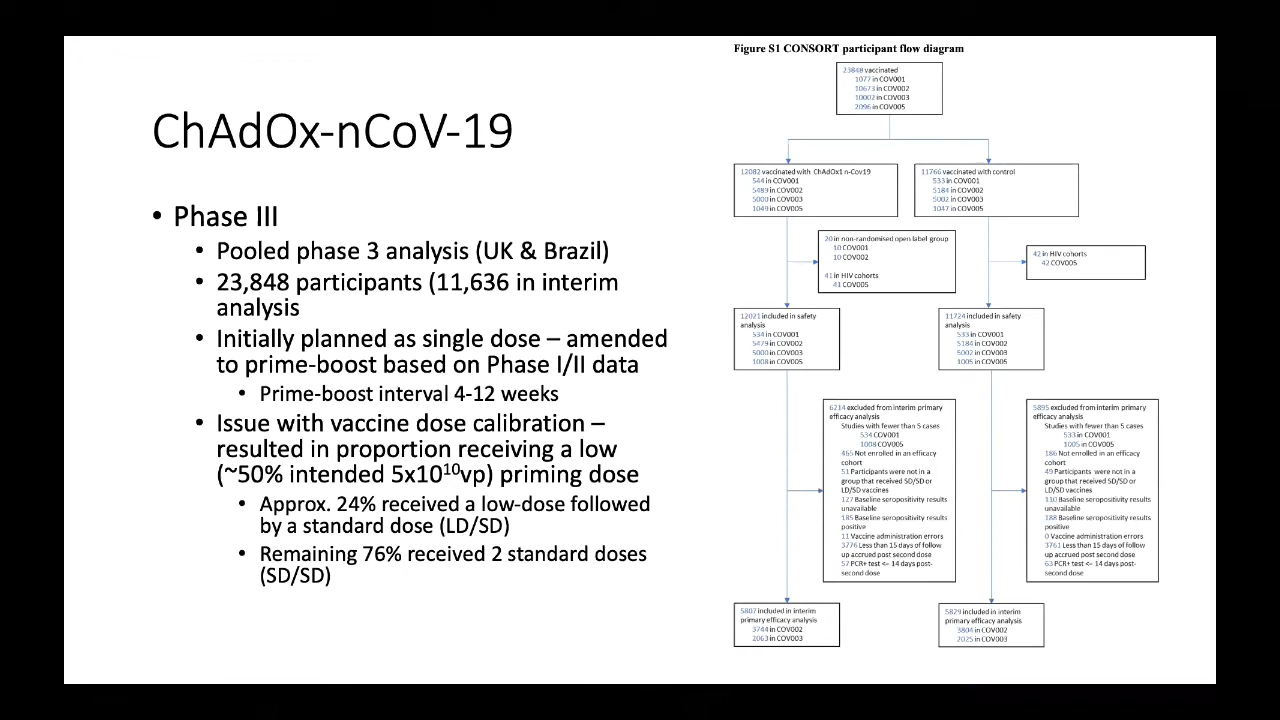 ChAdOx-nCoV-19
• Phase III
• Pooled phase 3 analysis (UK & Brazil)
• 23,848 participants (11,636 in interim
analysis
• Initially planned as single dose – amended
to prime-boost based on Phase I/II data
• Prime-boost interval 4-12 weeks
• Issue with vaccine dose calibration –
resulted in proportion receiving a low
(~50% intended 5x10¹⁰vp) priming dose
• Approx. 24% received a low-dose followed
by a standard dose (LD/SD)
• Remaining 76% received 2 standard doses
(SD/SD)
Figure S1 CONSORT participant flow diagram
23848 vaccinated
1077 in COV001
10673 in COV002
10002 in COV003
2096 in COV005
12082 vaccinated with ChAdOx1 n-Cov19
544 in COV001
5489 in COV002
5000 in COV003
1049 in COV005
11766 vaccinated with control
533 in COV001
5184 in COV002
5002 in COV003
1047 in COV005
20 in non-randomised open label group
10 COV001
10 COV002
41 in HIV cohorts
41 COV005
42 in HIV cohorts
42 COV005
12021 included in safety
analysis
534 in COV001
5479 in COV002
5000 in COV003
1008 in COV005
11724 included in safety
analysis
533 in COV001
5184 in COV002
5002 in COV003
1005 in COV005
6214 excluded from interim primary
efficacy analysis
Studies with fewer than 5 cases
534 COV001
1008 COV005
465 Not enrolled in an efficacy
cohort
51 Participants were not in a
group that received SD/SD or
LD/SD vaccines
127 Baseline seropositivity results
unavailable
185 Baseline seropositivity results
positive
11 Vaccine administration errors
3776 Less than 15 days of follow
up accrued post second dose
57 PCR+ test <= 14 days post-
second dose
5895 excluded from interim primary
efficacy analysis
Studies with fewer than 5 cases
533 in COV001
1005 in COV005
186 Not enrolled in an efficacy
cohort
49 Participants were not in a
group that received SD/SD or
LD/SD vaccines
110 Baseline seropositivity results
unavailable
188 Baseline seropositivity results
positive
0 Vaccine administration errors
3761 Less than 15 days of follow
up accrued post second dose
63 PCR+ test <= 14 days post-
second dose
5807 included in interim
primary efficacy analysis
3744 in COV002
2063 in COV003
5829 included in interim
primary efficacy analysis
3804 in COV002
2025 in COV003